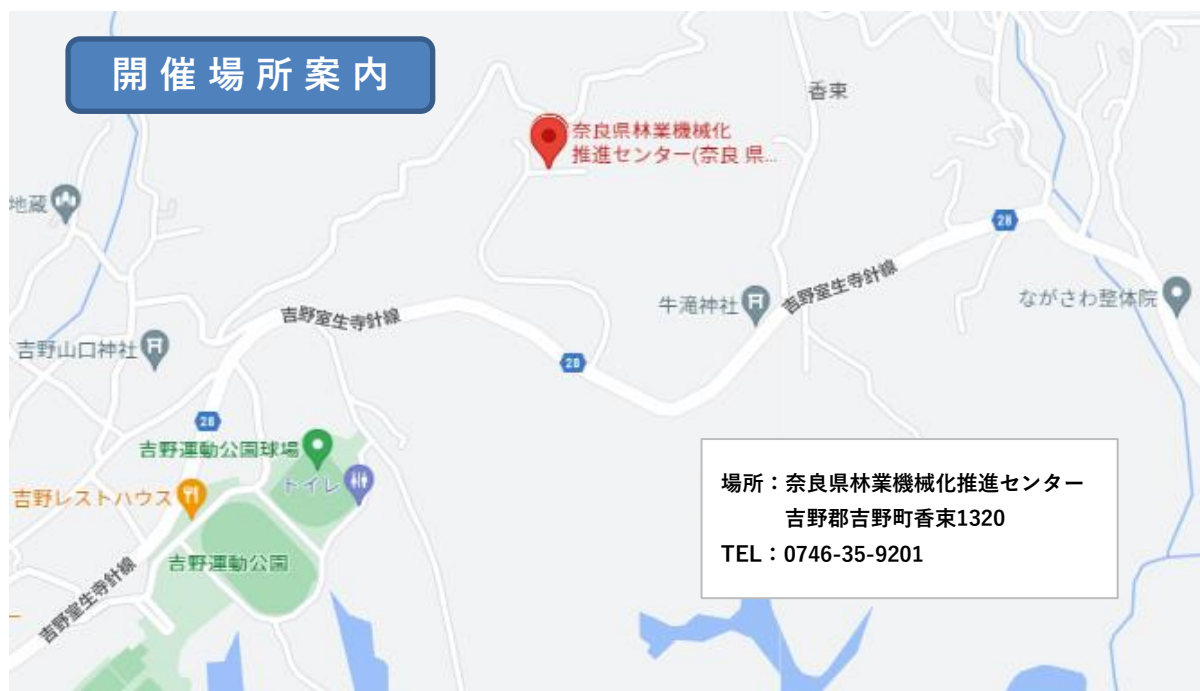 開催場所案内
香束
奈良県林業機械化
推進センター(奈良 県...
地蔵
28
吉野室生寺針線
牛滝神社
ながさわ整体院
吉野室生寺針線
吉野山口神社
28
28
吉野運動公園球場
トイレ
吉野レストハウス
吉野運動公園
吉野室生寺針線
場所：奈良県林業機械化推進センター
吉野郡吉野町香束1320
TEL：0746-35-9201